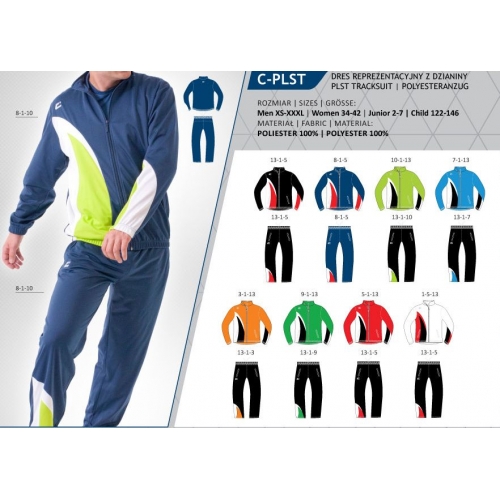 C-PLST
DRES REPREZENTACYJNY Z DZIANINY
PLST TRACKSUIT | POLYESTERANZUG
ROZMIAR | SIZES | GRÖSSE:
Men XS-XXXL | Women 34-42 | Junior 2-7 | Child 122-146
MATERIAŁ | FABRIC | MATERIAL:
POLIESTER 100% | POLYESTER 100%
8-1-10
8-1-10
13-1-5 8-1-5 10-1-13 7-1-13
13-1-5 8-1-5 13-1-10 13-1-7
3-1-13 9-1-13 5-1-13 1-5-13
13-1-3 13-1-9 13-1-5 13-1-5